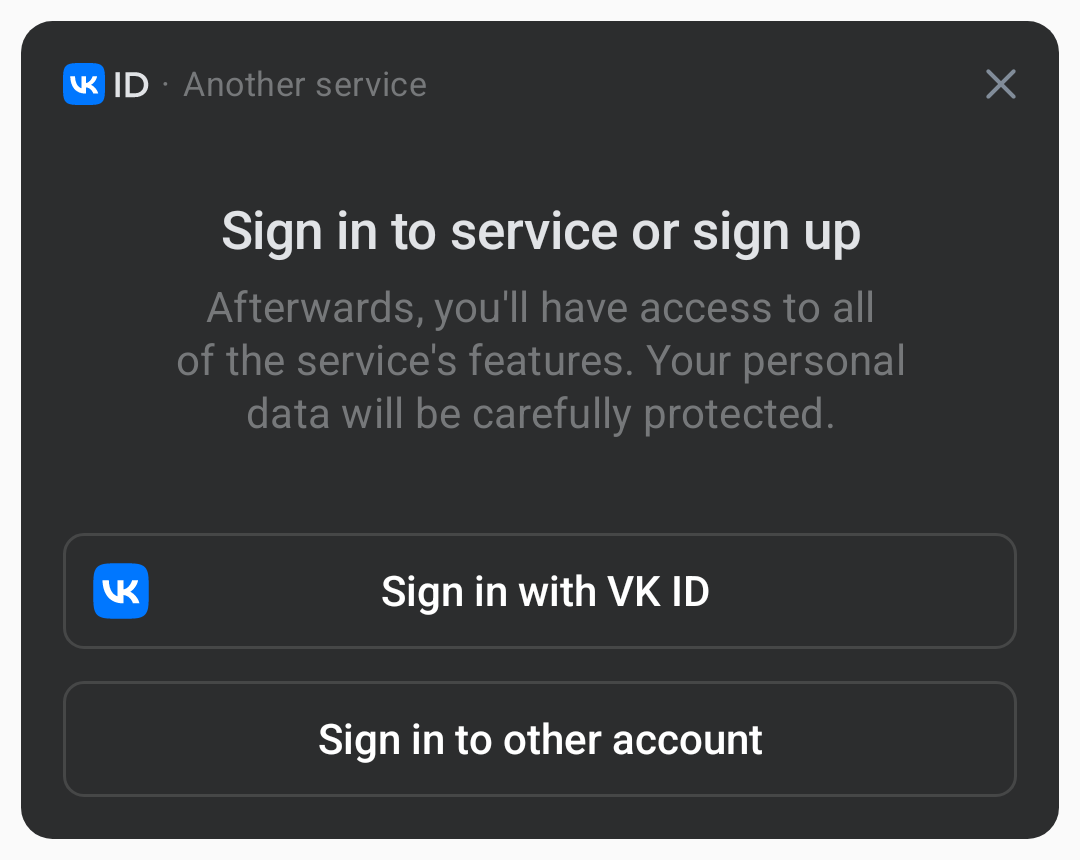 VK ID · Another service
Sign in to service or sign up
Afterwards, you'll have access to all
of the service's features. Your personal
data will be carefully protected.
VK Sign in with VK ID
Sign in to other account